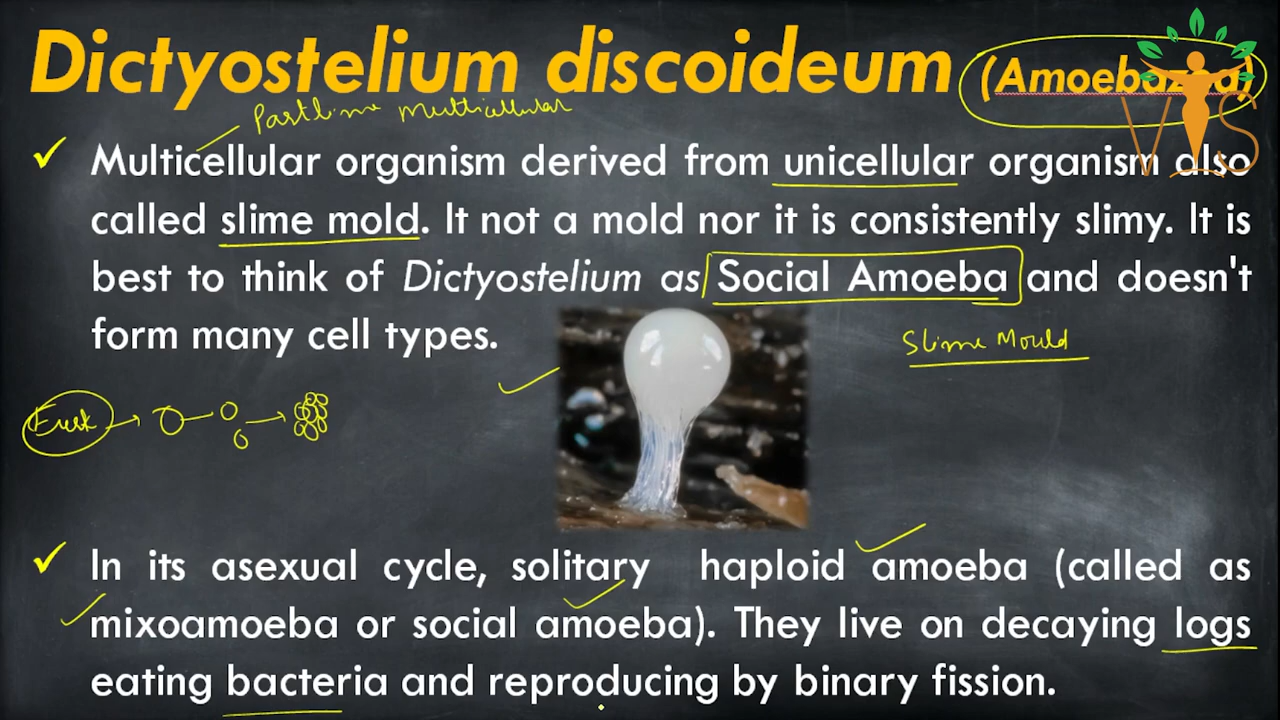 Dictyostelium discoideum (Amoebazoa)
Parttime Multicellular
Multicellular organism derived from unicellular organism also
called slime mold. It not a mold nor it is consistently slimy. It is
best to think of Dictyostelium as Social Amoeba and doesn't
form many cell types.
Slime Mould
In its asexual cycle, solitary haploid amoeba (called as
mixoamoeba or social amoeba). They live on decaying logs
eating bacteria and reproducing by binary fission.